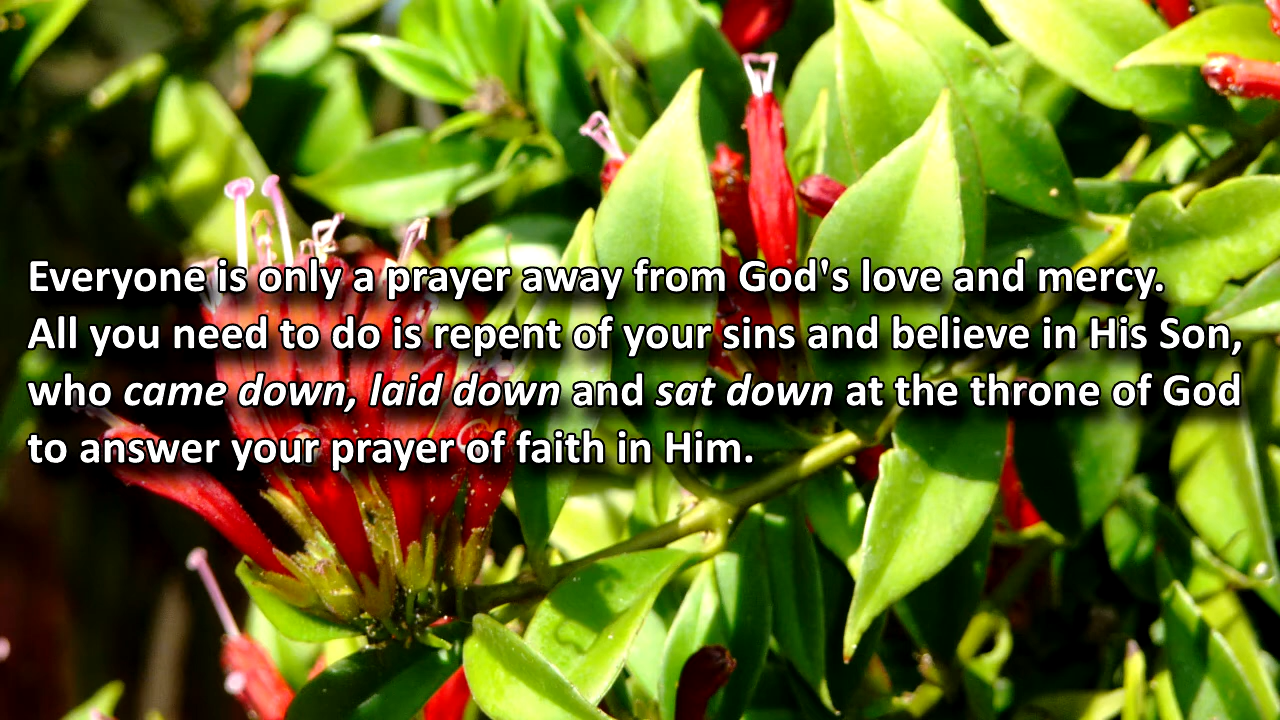 Everyone is only a prayer away from God's love and mercy.
All you need to do is repent of your sins and believe in His Son,
who came down, laid down and sat down at the throne of God
to answer your prayer of faith in Him.